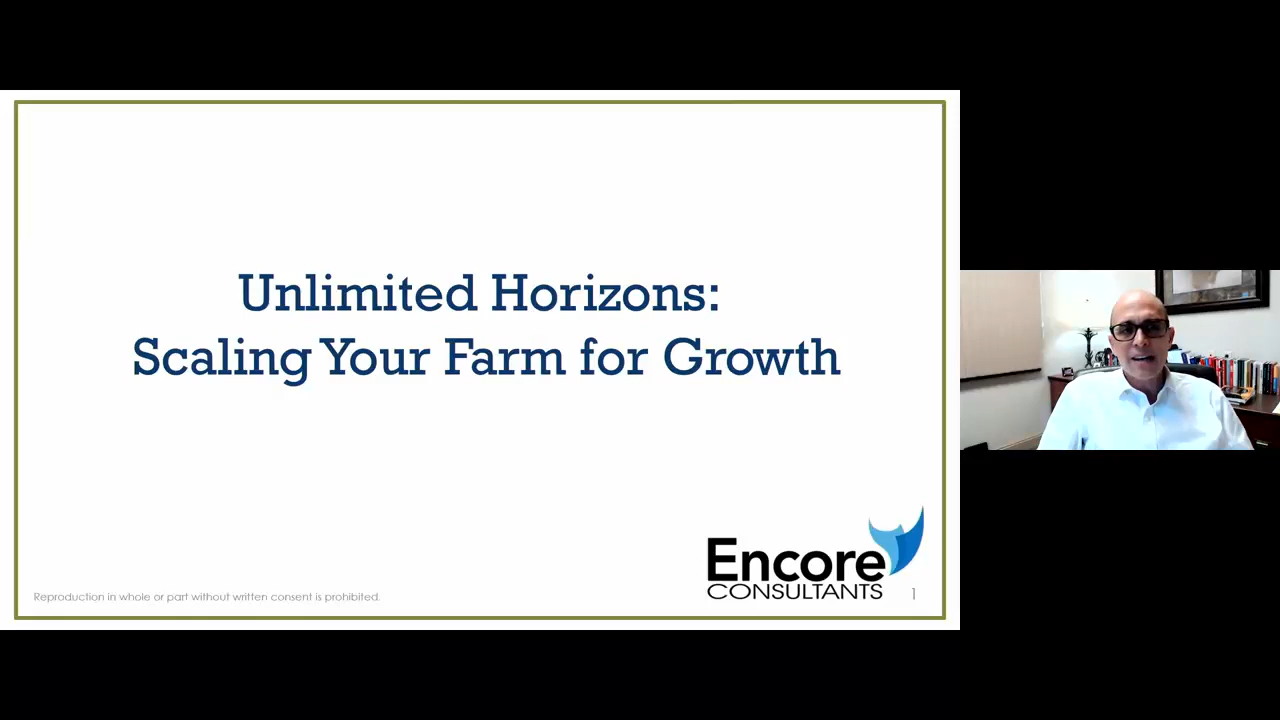 Unlimited Horizons:
Scaling Your Farm for Growth
Encore
CONSULTANTS
Reproduction in whole or part without written consent is prohibited.
1